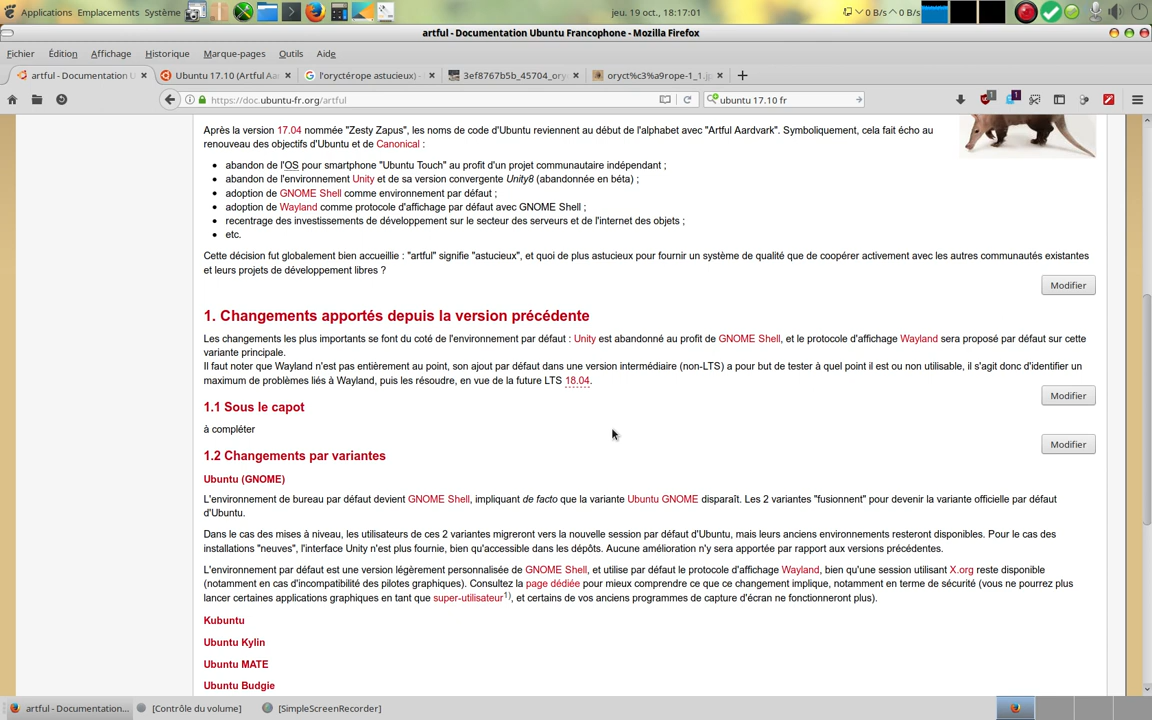 Applications Emplacements Système jeu. 19 oct., 18:17:01 0 B/s 0 B/s
artful - Documentation Ubuntu Francophone - Mozilla Firefox
Fichier Édition Affichage Historique Marque-pages Outils Aide
artful - Documentation U Ubuntu 17.10 (Artful Aa l'oryctérope astucieux) - 3ef8767b5b_45704_ory oryct%c3%a9rope-1_1.j
https://doc.ubuntu-fr.org/artful ubuntu 17.10 fr 1 1
Après la version 17.04 nommée "Zesty Zapus", les noms de code d'Ubuntu reviennent au début de l'alphabet avec "Artful Aardvark". Symboliquement, cela fait écho au
renouveau des objectifs d'Ubuntu et de Canonical :
abandon de l'OS pour smartphone "Ubuntu Touch" au profit d'un projet communautaire indépendant ;
abandon de l'environnement Unity et de sa version convergente Unity8 (abandonnée en béta) ;
adoption de GNOME Shell comme environnement par défaut ;
adoption de Wayland comme protocole d'affichage par défaut avec GNOME Shell ;
recentrage des investissements de développement sur le secteur des serveurs et de l'internet des objets ;
etc.
Cette décision fut globalement bien accueillie : "artful" signifie "astucieux", et quoi de plus astucieux pour fournir un système de qualité que de coopérer activement avec les autres communautés existantes
et leurs projets de développement libres ?
Modifier
1. Changements apportés depuis la version précédente
Les changements les plus importants se font du coté de l'environnement par défaut : Unity est abandonné au profit de GNOME Shell, et le protocole d'affichage Wayland sera proposé par défaut sur cette
variante principale.
Il faut noter que Wayland n'est pas entièrement au point, son ajout par défaut dans une version intermédiaire (non-LTS) a pour but de tester à quel point il est ou non utilisable, il s'agit donc d'identifier un
maximum de problèmes liés à Wayland, puis les résoudre, en vue de la future LTS 18.04.
Modifier
1.1 Sous le capot
à compléter
Modifier
1.2 Changements par variantes
Ubuntu (GNOME)
L'environnement de bureau par défaut devient GNOME Shell, impliquant de facto que la variante Ubuntu GNOME disparaît. Les 2 variantes "fusionnent" pour devenir la variante officielle par défaut
d'Ubuntu.
Dans le cas des mises à niveau, les utilisateurs de ces 2 variantes migreront vers la nouvelle session par défaut d'Ubuntu, mais leurs anciens environnements resteront disponibles. Pour le cas des
installations "neuves", l'interface Unity n'est plus fournie, bien qu'accessible dans les dépôts. Aucune amélioration n'y sera apportée par rapport aux versions précédentes.
L'environnement par défaut est une version légèrement personnalisée de GNOME Shell, et utilise par défaut le protocole d'affichage Wayland, bien qu'une session utilisant X.org reste disponible
(notamment en cas d'incompatibilité des pilotes graphiques). Consultez la page dédiée pour mieux comprendre ce que ce changement implique, notamment en terme de sécurité (vous ne pourrez plus
lancer certaines applications graphiques en tant que super-utilisateur1), et certains de vos anciens programmes de capture d'écran ne fonctionneront plus).
Kubuntu
Ubuntu Kylin
Ubuntu MATE
Ubuntu Budgie
artful - Documentation... [Contrôle du volume] [SimpleScreenRecorder]